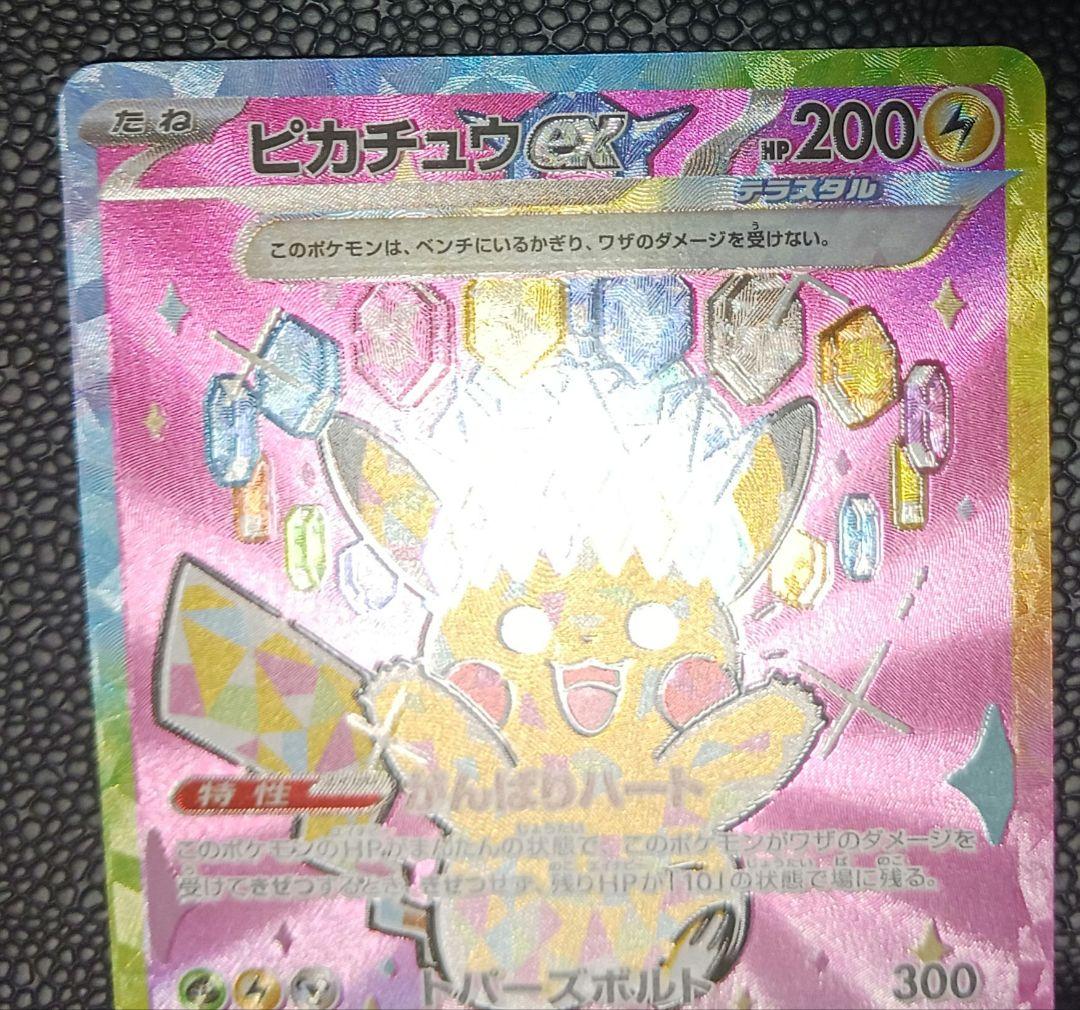 たね
ピカチュウex HP200
テラスタル
このポケモンは、ベンチにいるかぎり、ワザのダメージを受けない。
特性 がんばりハート
このポケモンのHPがまんたんの状態で、このポケモンがワザのダメージを
受けてきぜつするとき、きぜつせず、残りHPが「10」の状態で場に残る。
トパーズボルト 300